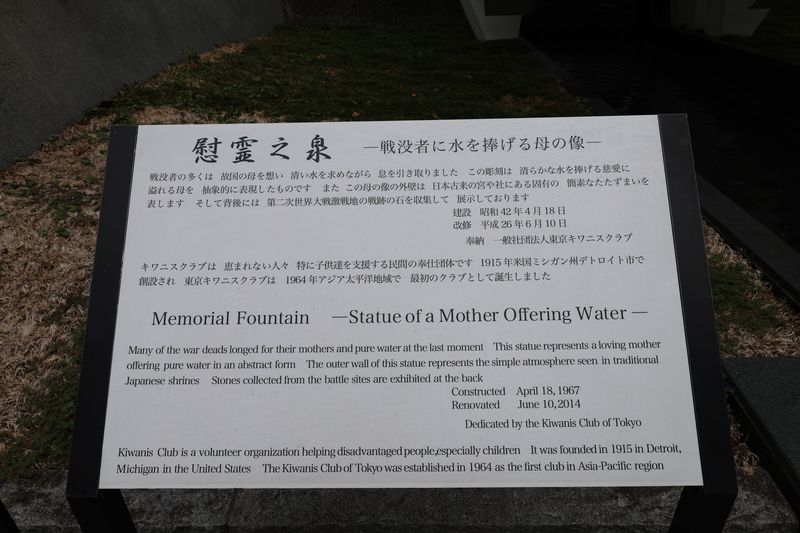 慰霊之泉 ―戦没者に水を捧げる母の像―
戦没者の多くは 故国の母を想い 清い水を求めながら 息を引き取りました この彫刻は 清らかな水を捧げる慈愛に
溢れる母を 抽象的に表現したものです また この母の像の外壁は 日本古来の宮や社にある固有の 簡素なたたずまいを
表します そして背後には 第二次世界大戦激戦地の戦跡の石を収集して 展示しております
建設 昭和42年4月18日
改修 平成26年6月10日
奉納 一般社団法人東京キワニスクラブ
キワニスクラブは 恵まれない人々 特に子供達を支援する民間の奉仕団体です 1915年米国ミシガン州デトロイト市で
創設され 東京キワニスクラブは 1964年アジア太平洋地域で 最初のクラブとして誕生しました
Memorial Fountain ―Statue of a Mother Offering Water―
Many of the war deads longed for their mothers and pure water at the last moment This statue represents a loving mother
offering pure water in an abstract form The outer wall of this statue represents the simple atmosphere seen in traditional
Japanese shrines Stones collected from the battle sites are exhibited at the back
Constructed April 18, 1967
Renovated June 10, 2014
Dedicated by the Kiwanis Club of Tokyo
Kiwanis Club is a volunteer organization helping disadvantaged people,especially children It was founded in 1915 in Detroit,
Michigan in the United States The Kiwanis Club of Tokyo was established in 1964 as the first club in Asia-Pacific region